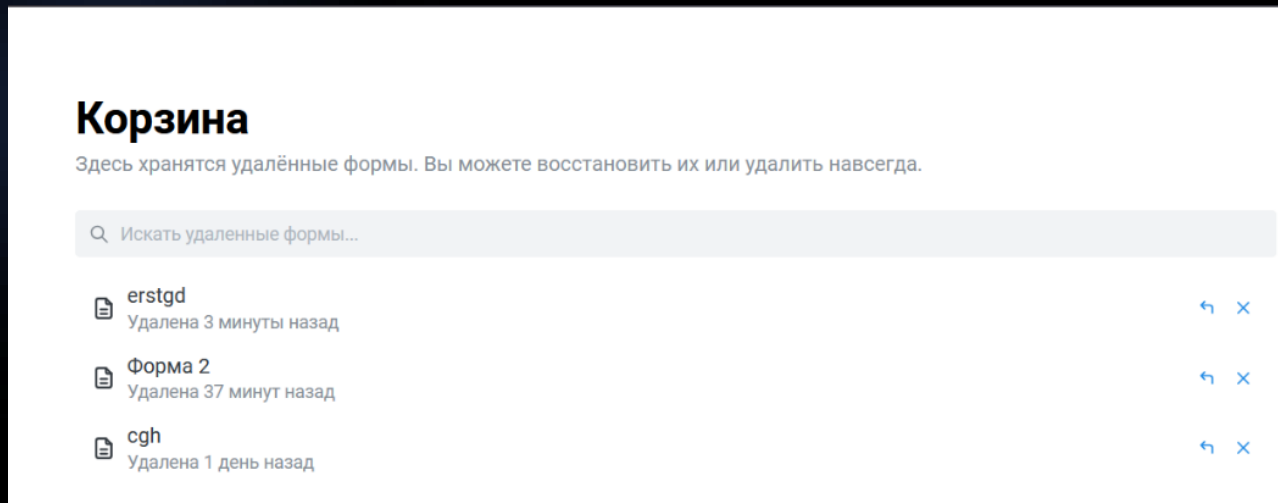 Корзина
Здесь хранятся удалённые формы. Вы можете восстановить их или удалить навсегда.
Искать удаленные формы...
erstgd
Удалена 3 минуты назад
Форма 2
Удалена 37 минут назад
cgh
Удалена 1 день назад